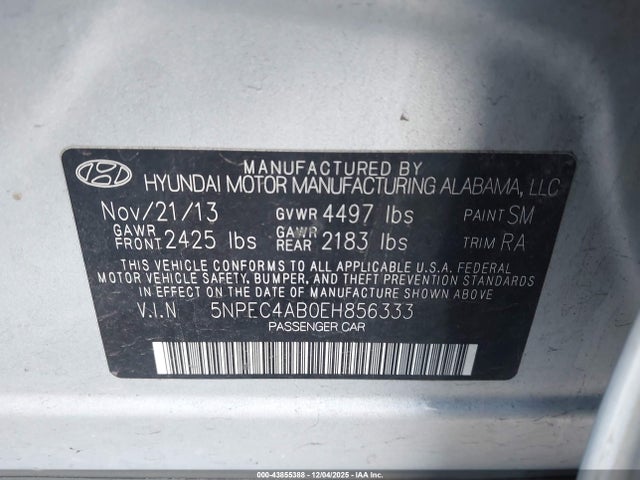 MANUFACTURED BY
HYUNDAI MOTOR MANUFACTURING ALABAMA, LLC
Nov/21/13 GVWR 4497 lbs PAINT SM
GAWR FRONT 2425 lbs GAWR REAR 2183 lbs TRIM RA
THIS VEHICLE CONFORMS TO ALL APPLICABLE U.S.A. FEDERAL
MOTOR VEHICLE SAFETY, BUMPER, AND THEFT PREVENTION STANDARDS
IN EFFECT ON THE DATE OF MANUFACTURE SHOWN ABOVE.
V.I.N 5NPEC4AB0EH856333
PASSENGER CAR
000-43855388 - 12/04/2025 - IAA Inc.